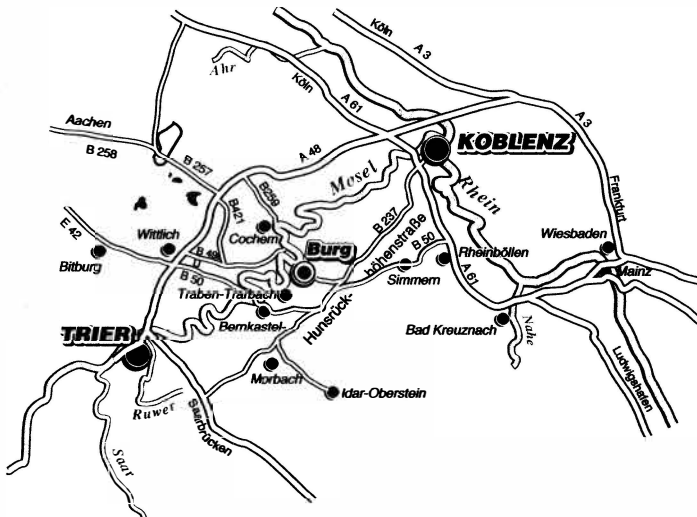 Köln
A 3
Ahr
Köln
A 61
A 3
Aachen
B 258
B 257
A 48
KOBLENZ
Mosel
Rhein
Frankfurt
B 259
B421
E 42
Wittlich
Cochem
B 237
Wiesbaden
Bitburg
B 49
Burg
höhenstraße
B 50
Rheinböllen
Mainz
B 50
Simmern
A 61
Traban-Trarbach
Hunsrück-
Bernkastel-
TRIER
Bad Kreuznach
Nahe
Ludwigshafen
Morbach
Idar-Oberstein
Ruwer
Saarbrücken
Saar